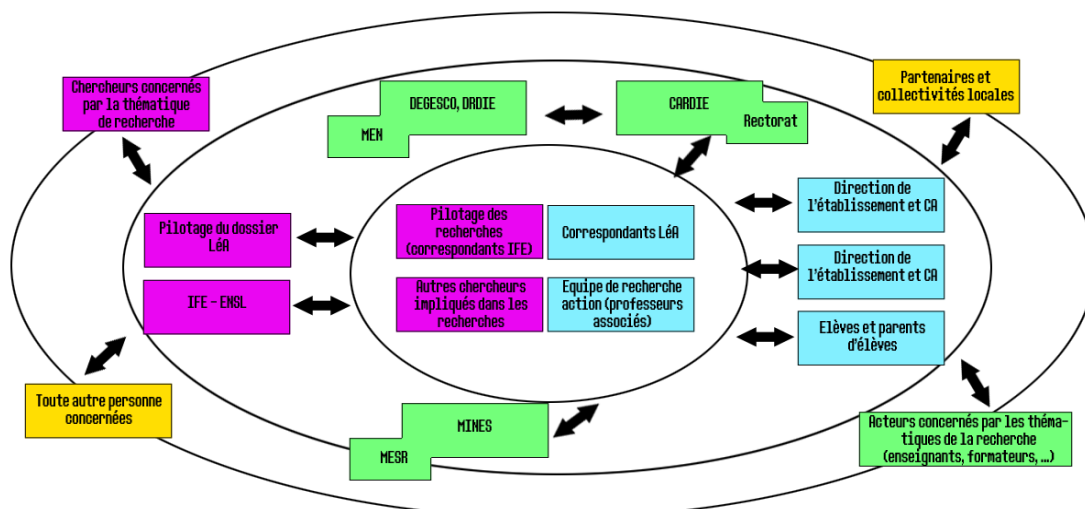 Chercheurs concernés
par la thématique
de recherche
DEGESCO, DRDIE
MEN
CARDIE
Rectorat
Partenaires et
collectivités locales
Pilotage du dossier
LéA
IFE - ENSL
Pilotage des
recherches
(correspondants IFE)
Correspondants LéA
Autres chercheurs
impliqués dans les
recherches
Equipe de recherche
action (professeurs
associés)
Direction de
l'établissement et CA
Direction de
l'établissement et CA
Elèves et parents
d'élèves
Toute autre personne
concernées
MINES
MESR
Acteurs concernés par les théma-
tiques de la recherche
(enseignants, formateurs, ...)